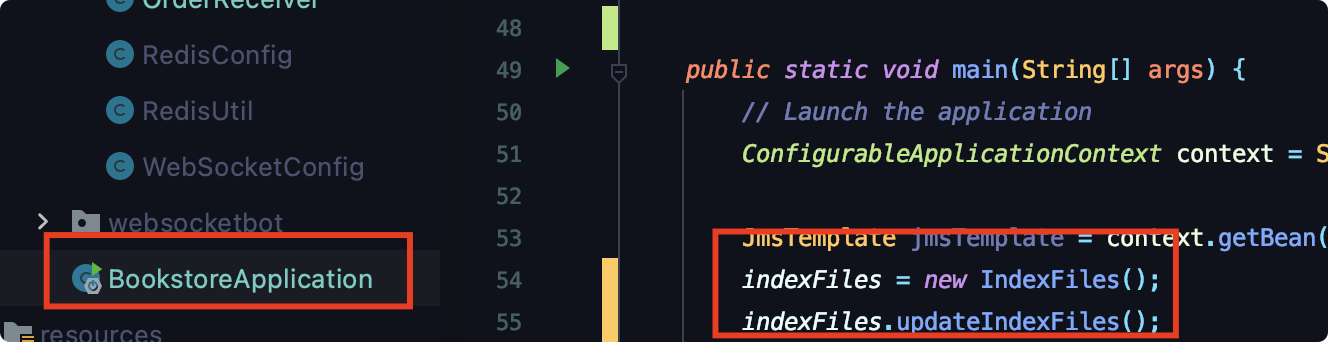 OrderReceiver
RedisConfig
RedisUtil
WebSocketConfig
websocketbot
BookstoreApplication
resources
48
49 public static void main(String[] args) {
50 // Launch the application
51 ConfigurableApplicationContext context = S
52
53 JmsTemplate jmsTemplate = context.getBean(
54 indexFiles = new IndexFiles();
55 indexFiles.updateIndexFiles();